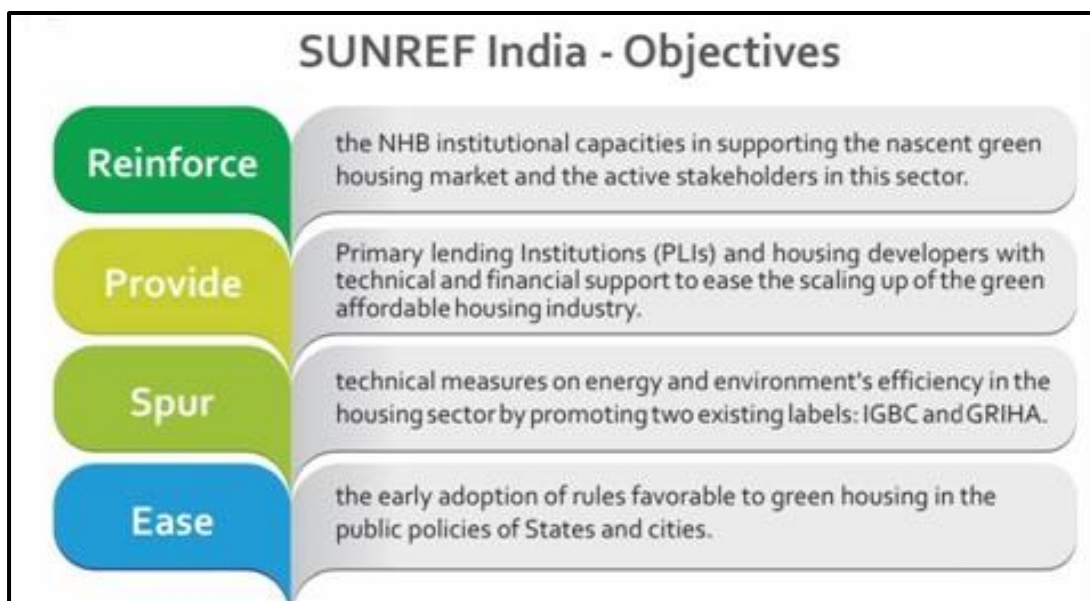 SUNREF India - Objectives
Reinforce
the NHB institutional capacities in supporting the nascent green
housing market and the active stakeholders in this sector.
Provide
Primary lending Institutions (PLIs) and housing developers with
technical and financial support to ease the scaling up of the green
affordable housing industry.
Spur
technical measures on energy and environment's efficiency in the
housing sector by promoting two existing labels: IGBC and GRIHA.
Ease
the early adoption of rules favorable to green housing in the
public policies of States and cities.